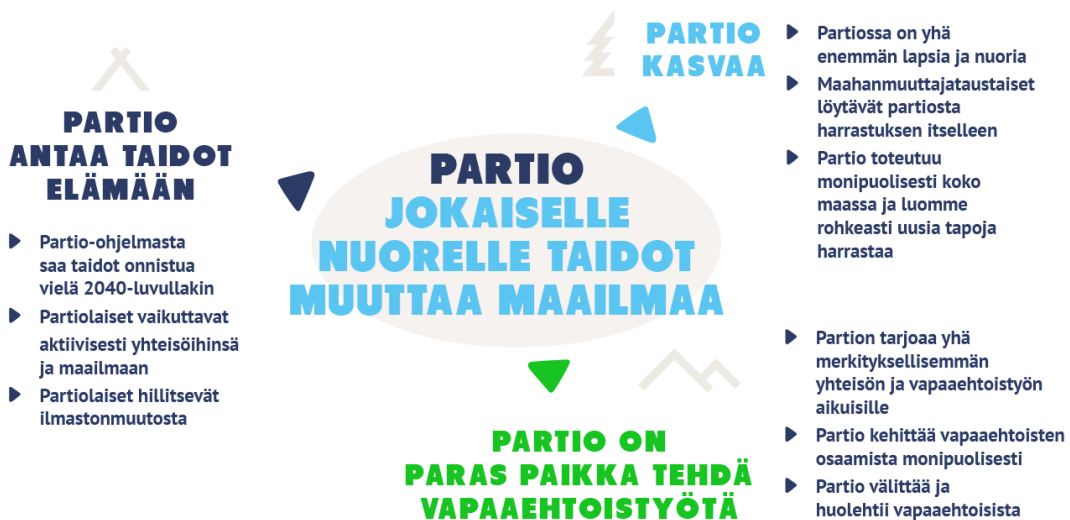 PARTIO
ANTAA TAIDOT
ELÄMÄÄN
Partio-ohjelmasta
saa taidot onnistua
vielä 2040-luvullakin
Partiolaiset vaikuttavat
aktiivisesti yhteisöihinsä
ja maailmaan
Partiolaiset hillitsevät
ilmastonmuutosta
PARTIO
JOKAISELLE
NUORELLE TAIDOT
MUUTTAA MAAILMAA
PARTIO
KASVAA
Partiossa on yhä
enemmän lapsia ja nuoria
Maahanmuuttajataustaiset
löytävät partiosta
harrastuksen itselleen
Partio toteutuu
monipuolisesti koko
maassa ja luomme
rohkeasti uusia tapoja
harrastaa
PARTIO ON
PARAS PAIKKA TEHDÄ
VAPAAEHTOISTYÖTÄ
Partion tarjoaa yhä
merkityksellisemmän
yhteisön ja vapaaehtoistyön
aikuisille
Partio kehittää vapaaehtoisten
osaamista monipuolisesti
Partio välittää ja
huolehtii vapaaehtoisista